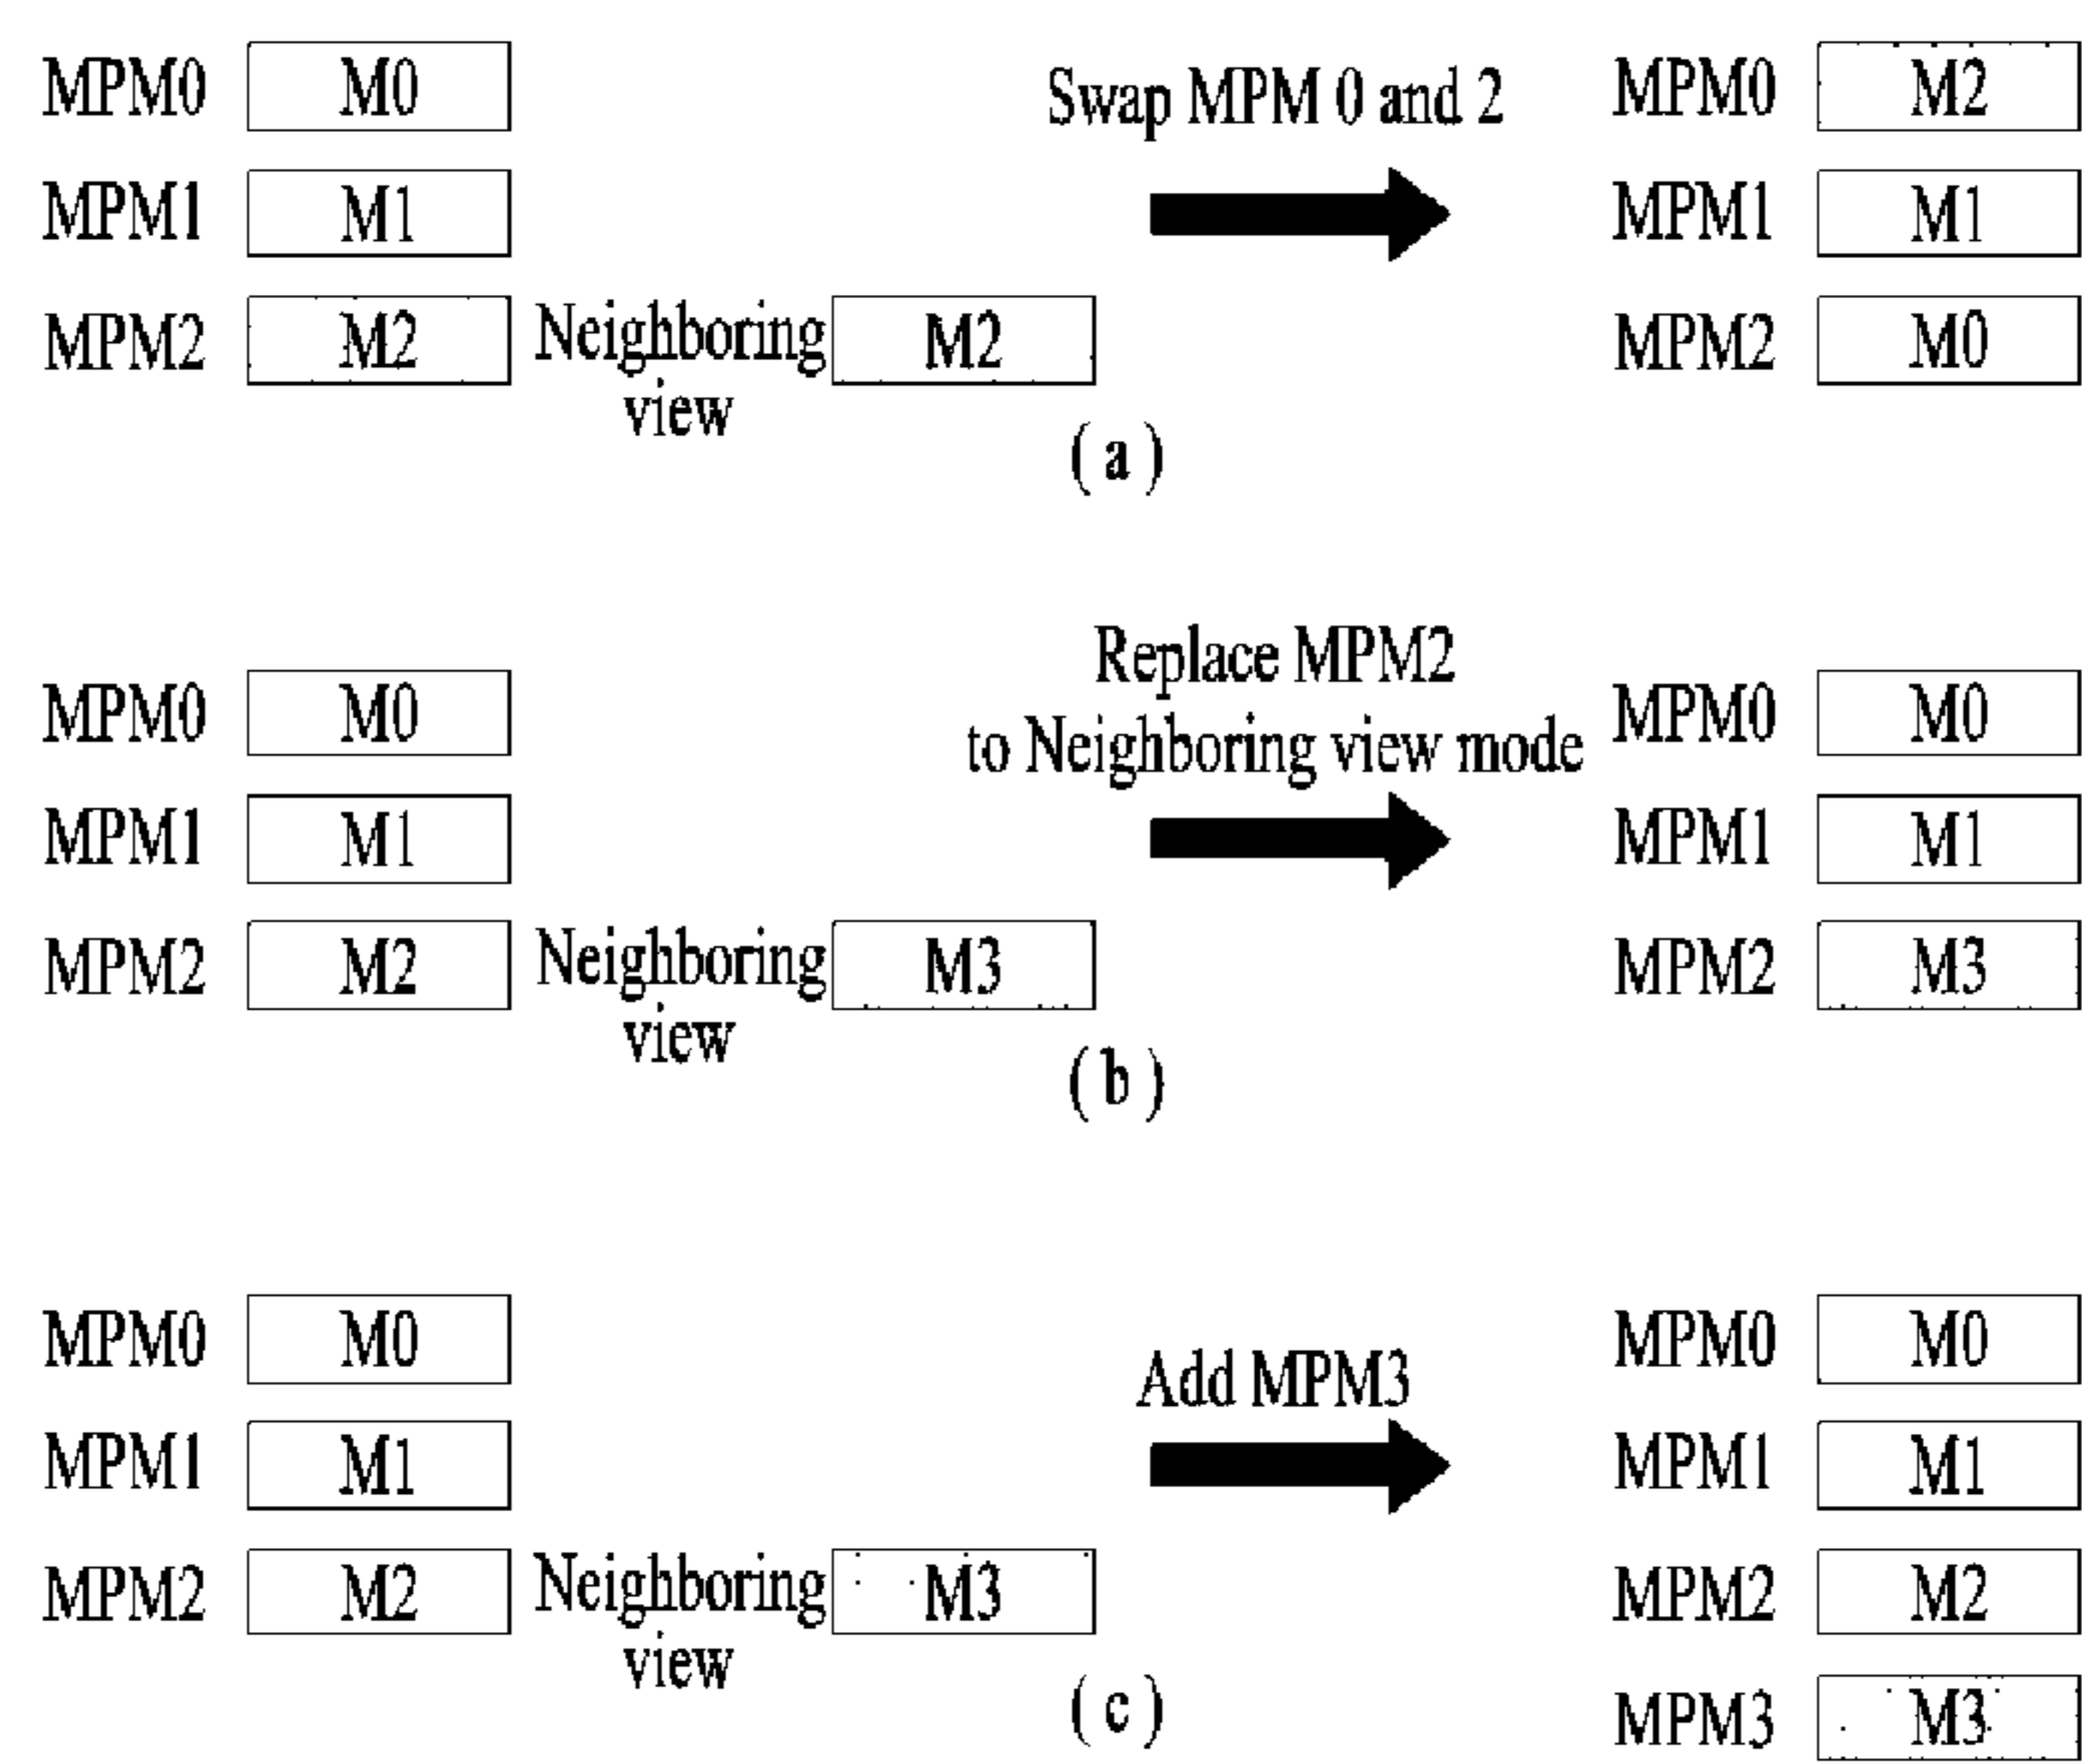 MPM0 M0 Swap MPM 0 and 2 MPM0 M2
MPM1 M1 MPM1 M1
MPM2 M2 Neighboring M2 MPM2 M0
view
( a )
Replace MPM2
MPM0 M0 to Neighboring view mode MPM0 M0
MPM1 M1 MPM1 M1
MPM2 M2 Neighboring M3 MPM2 M3
view
( b )
MPM0 M0 Add MPM3 MPM0 M0
MPM1 M1 MPM1 M1
MPM2 M2 Neighboring M3 MPM2 M2
view
( c )
MPM3 M3